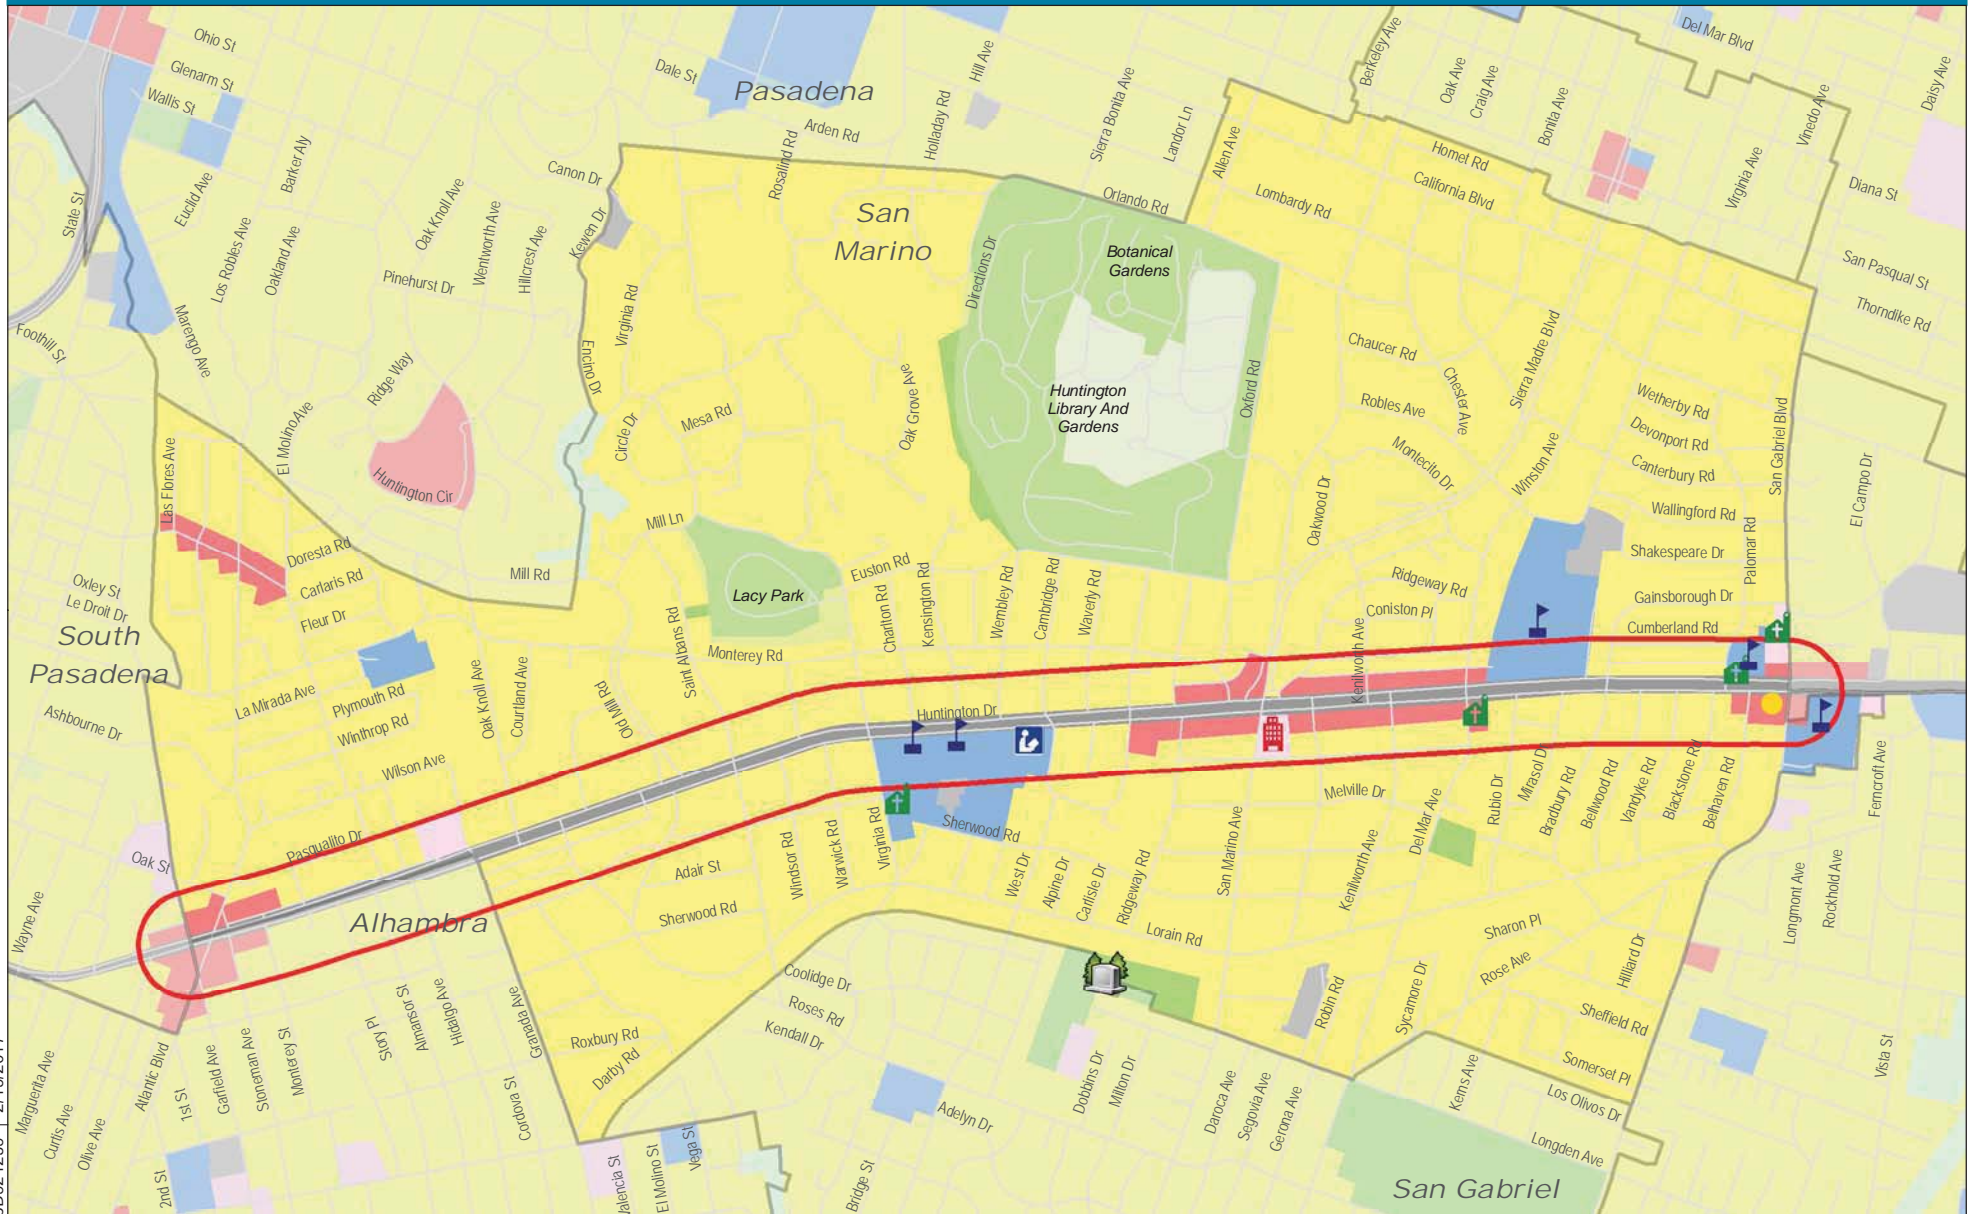 Del Mar Blvd
Ohio St
Glenarm St
Wallis St
Dale St
Pasadena
Hill Ave
Berkeley Ave
Oak Ave
Craig Ave
Bonita Ave
Vinedo Ave
Daisy Ave
Arden Rd
Holladay Rd
Sierra Bonita Ave
Landor Ln
Allen Ave
Homet Rd
California Blvd
Virginia Ave
Diana St
State St
Euclid Ave
Barker Aly
Los Robles Ave
Oakland Ave
Oak Knoll Ave
Wentworth Ave
Hillcrest Ave
Canon Dr
Kewen Dr
Rosalind Rd
San
Marino
Orlando Rd
Lombardy Rd
Botanical
Gardens
Directions Dr
San Pasqual St
Thorndike Rd
Pinehurst Dr
Foothill St
Marengo Ave
Virginia Rd
Encino Dr
Ridge Way
El Molino Ave
Huntington Cir
Circle Dr
Mesa Rd
Oak Grove Ave
Huntington
Library And
Gardens
Oxford Rd
Chaucer Rd
Robles Ave
Chester Ave
Sierra Madre Blvd
Montecito Dr
Winston Ave
Wetherby Rd
Devonport Rd
Canterbury Rd
San Gabriel Blvd
El Campo Dr
Las Flores Ave
Mill Ln
Oakwood Dr
Wallingford Rd
Shakespeare Dr
Palomar Rd
Doresta Rd
Carlaris Rd
Fleur Dr
Mill Rd
Lacy Park
Euston Rd
Charlton Rd
Kensington Rd
Wembley Rd
Cambridge Rd
Waverly Rd
Ridgeway Rd
Coniston Pl
Kenilworth Ave
Gainsborough Dr
Cumberland Rd
Oxley St
Le Droit Dr
South
Pasadena
Ashbourne Dr
La Mirada Ave
Plymouth Rd
Winthrop Rd
Wilson Ave
Oak Knoll Ave
Courtland Ave
Old Mill Rd
Saint Albans Rd
Monterey Rd
Huntington Dr
Pasqualito Dr
Oak St
Wayne Ave
Alhambra
Adair St
Sherwood Rd
Windsor Rd
Warwick Rd
Virginia Rd
Sherwood Rd
West Dr
Alpine Dr
Carlisle Dr
Ridgeway Rd
San Marino Ave
Melville Dr
Kenilworth Ave
Del Mar Ave
Rubio Dr
Mirasol Dr
Bradbury Rd
Bellwood Rd
Vandyke Rd
Blackstone Rd
Belhaven Rd
Ferncroft Ave
Longmont Ave
Rockhold Ave
Lorain Rd
Sharon Pl
Rose Ave
Hilliard Dr
Sycamore Dr
Robin Rd
Sheffield Rd
Somerset Pl
Coolidge Dr
Roses Rd
Kendall Dr
Roxbury Rd
Darby Rd
Granada Ave
Hidalgo Ave
Almansor St
Story Pl
Monterey St
Stoneman Ave
Garfield Ave
1st St
Atlantic Blvd
Marguerita Ave
Curtis Ave
Olive Ave
2nd St
Cordova St
Valencia St
El Molino St
Vega St
Bridge St
Adelyn Dr
Dobbins Dr
Milton Dr
Daroca Ave
Segovia Ave
Gerona Ave
Kerns Ave
Los Olivos Dr
Longden Ave
Vista St
San Gabriel